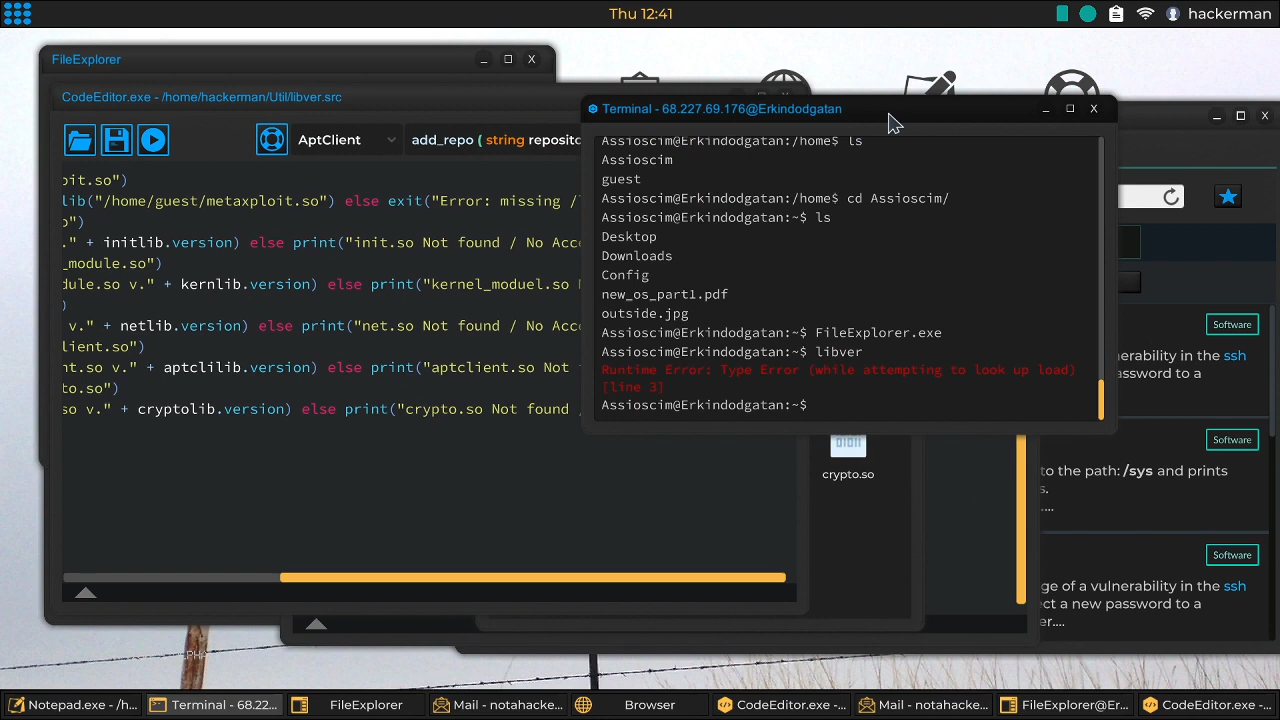 Thu 12:41
hackerman
FileExplorer
CodeEditor.exe - /home/hackerman/Util/libver.src
AptClient
add_repo ( string reposito
oit.so")
lib("/home/guest/metaxploit.so") else exit("Error: missing /
o")
." + initlib.version) else print("init.so Not found / No Acc
_module.so")
dule.so v." + kernlib.version) else print("kernel_moduel.so
)
v." + netlib.version) else print("net.so Not found / No Acce
lient.so")
nt.so v." + aptclilib.version) else print("aptclient.so Not
to.so")
so v." + cryptolib.version) else print("crypto.so Not found
Terminal - 68.227.69.176@Erkindodgatan
Assioscim@Erkindodgatan:/home$ ls
Assioscim
guest
Assioscim@Erkindodgatan:/home$ cd Assioscim/
Assioscim@Erkindodgatan:~$ ls
Desktop
Downloads
Config
new_os_part1.pdf
outside.jpg
Assioscim@Erkindodgatan:~$ FileExplorer.exe
Assioscim@Erkindodgatan:~$ libver
Runtime Error: Type Error (while attempting to look up load)
[line 3]
Assioscim@Erkindodgatan:~$
crypto.so
Software
vulnerability in the ssh
password to a
Software
to the path: /sys and prints
s.
....
Software
ge of a vulnerability in the ssh
ect a new password to a
er....
Notepad.exe - /h...
Terminal - 68.22...
FileExplorer
Mail - notahacke...
Browser
CodeEditor.exe -...
Mail - notahacke...
FileExplorer@Er...
CodeEditor.exe -...